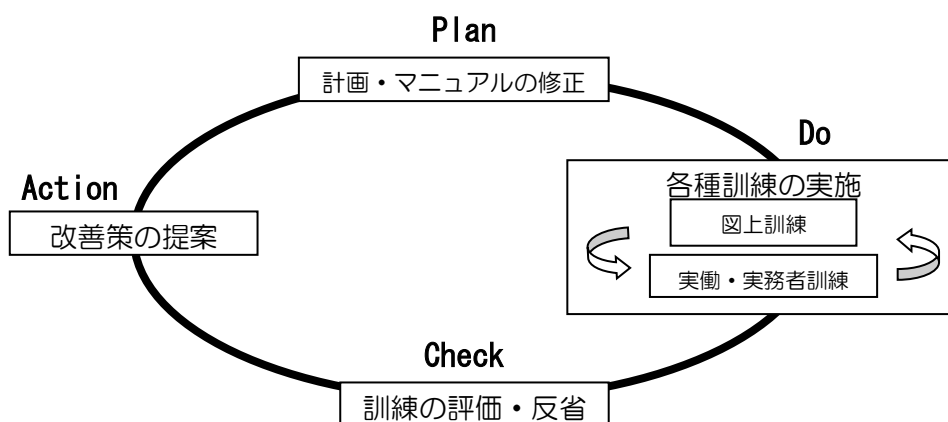 Plan
計画・マニュアルの修正
Do
各種訓練の実施
図上訓練
実働・実務者訓練
Action
改善策の提案
Check
訓練の評価・反省